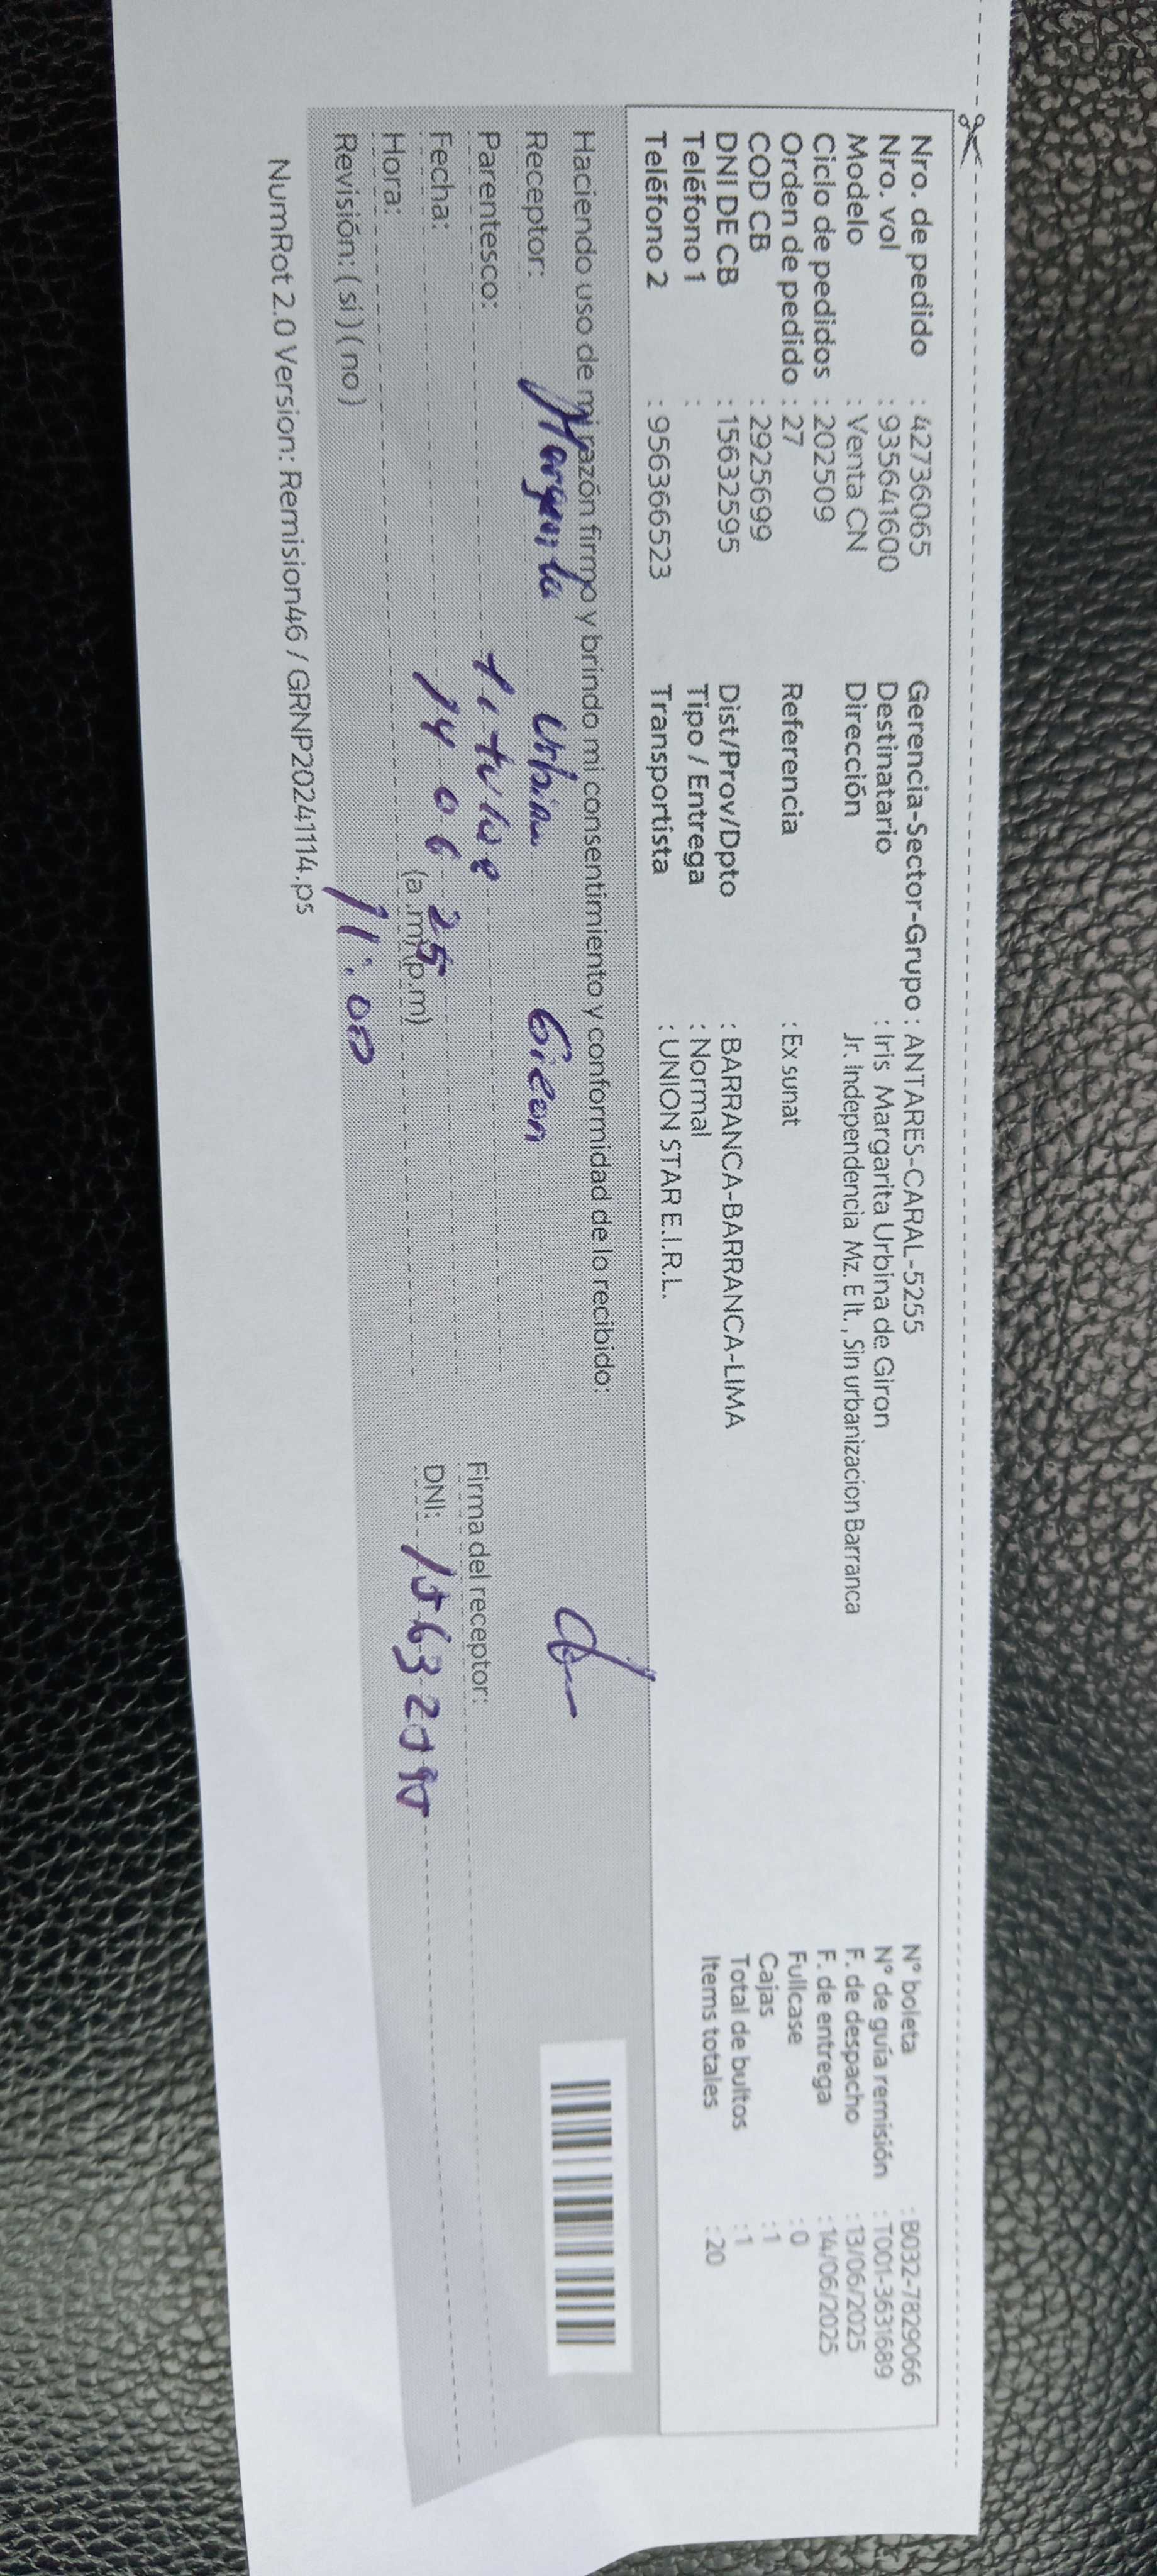 Nro. de pedido : 42736065 Gerencia-Sector-Grupo : ANTARES-CARAL-5255 N° boleta : B032-7829066
Nro. vol : 935641600 Destinatario : Iris Margarita Urbina de Giron N° de guía remisión : T001-3631689
Modelo : Venta CN Dirección Jr. Independencia Mz. E lt. , Sin urbanizacion Barranca F. de despacho : 13/06/2025
Ciclo de pedidos : 202509 F. de entrega : 14/06/2025
Orden de pedido : 27 Referencia : Ex sunat Fullcase : 0
COD CB : 2925699 Cajas : 1
DNI DE CB : 15632595 Dist/Prov/Dpto : BARRANCA-BARRANCA-LIMA Total de bultos : 1
Teléfono 1 : Tipo / Entrega : Normal Items totales : 20
Teléfono 2 : 956366523 Transportista : UNION STAR E.I.R.L.
Haciendo uso de mi razón firmo y brindo mi consentimiento y conformidad de lo recibido:
Receptor: Margarita Urbina Giron
Parentesco: titular Firma del receptor:
Fecha: 14 06 25 DNI: 15632595
Hora: 11:00 (a.m) (p.m)
Revisión: ( si ) ( no )
NumRot 2.0 Version: Remision46 / GRNP20241114.ps